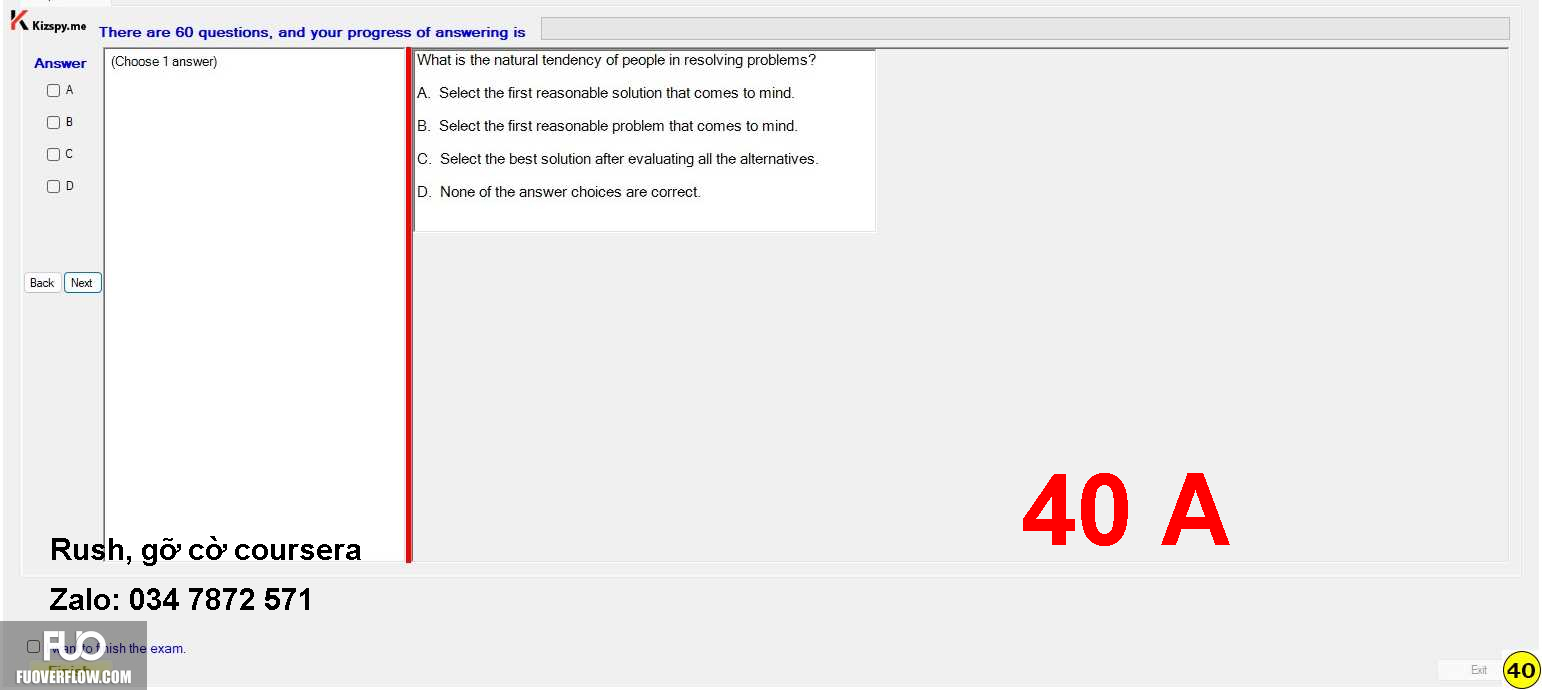 Kizspy.me
There are 60 questions, and your progress of answering is
Answer
A
B
C
D
Back
Next
(Choose 1 answer)
What is the natural tendency of people in resolving problems?
A. Select the first reasonable solution that comes to mind.
B. Select the first reasonable problem that comes to mind.
C. Select the best solution after evaluating all the alternatives.
D. None of the answer choices are correct.
40 A
Rush, gỡ cờ coursera
Zalo: 034 7872 571
FUO
want to finish the exam.
Finish
FUOVERFLOW.COM
Exit
40